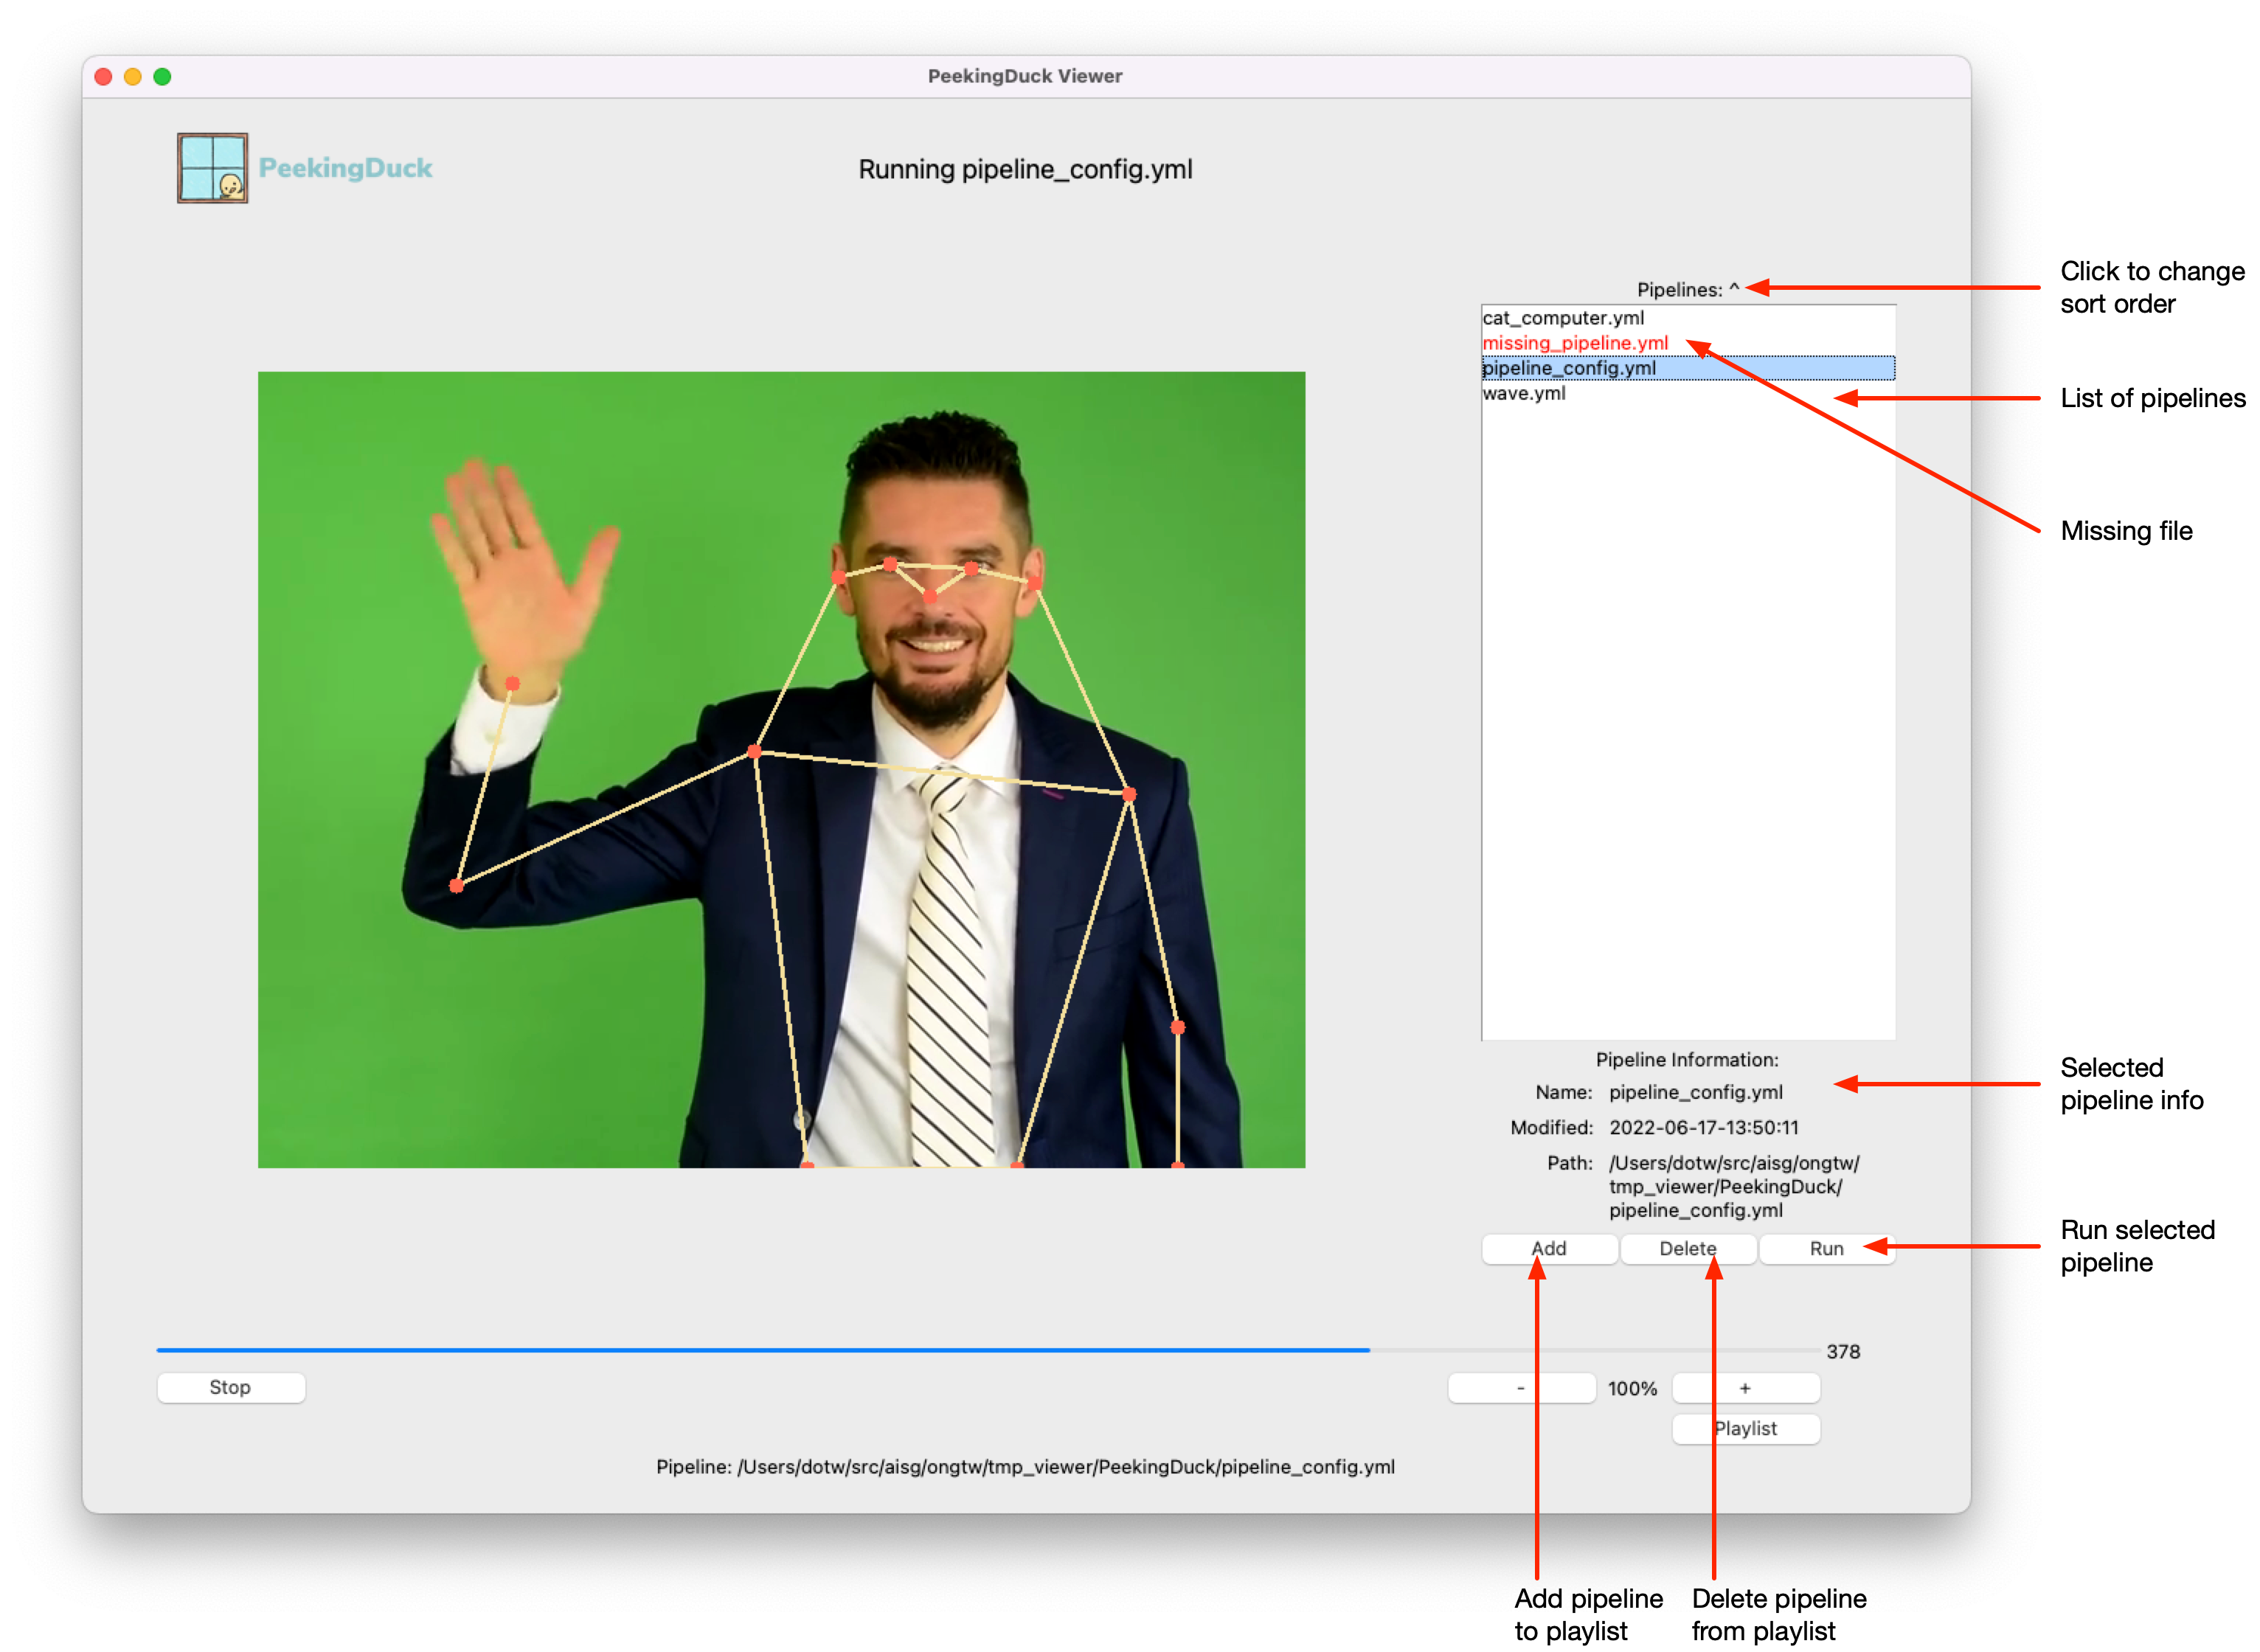 PeekingDuck Viewer
PeekingDuck
Running pipeline_config.yml
Pipelines: ^
Click to change
sort order
cat_computer.yml
missing_pipeline.yml
pipeline_config.yml
wave.yml
List of pipelines
Missing file
Pipeline Information:
Name: pipeline_config.yml
Modified: 2022-06-17-13:50:11
Path: /Users/dotw/src/aisg/ongtw/
tmp_viewer/PeekingDuck/
pipeline_config.yml
Selected
pipeline info
Add Delete Run
Run selected
pipeline
378
Stop - 100% +
Playlist
Pipeline: /Users/dotw/src/aisg/ongtw/tmp_viewer/PeekingDuck/pipeline_config.yml
Add pipeline
to playlist
Delete pipeline
from playlist